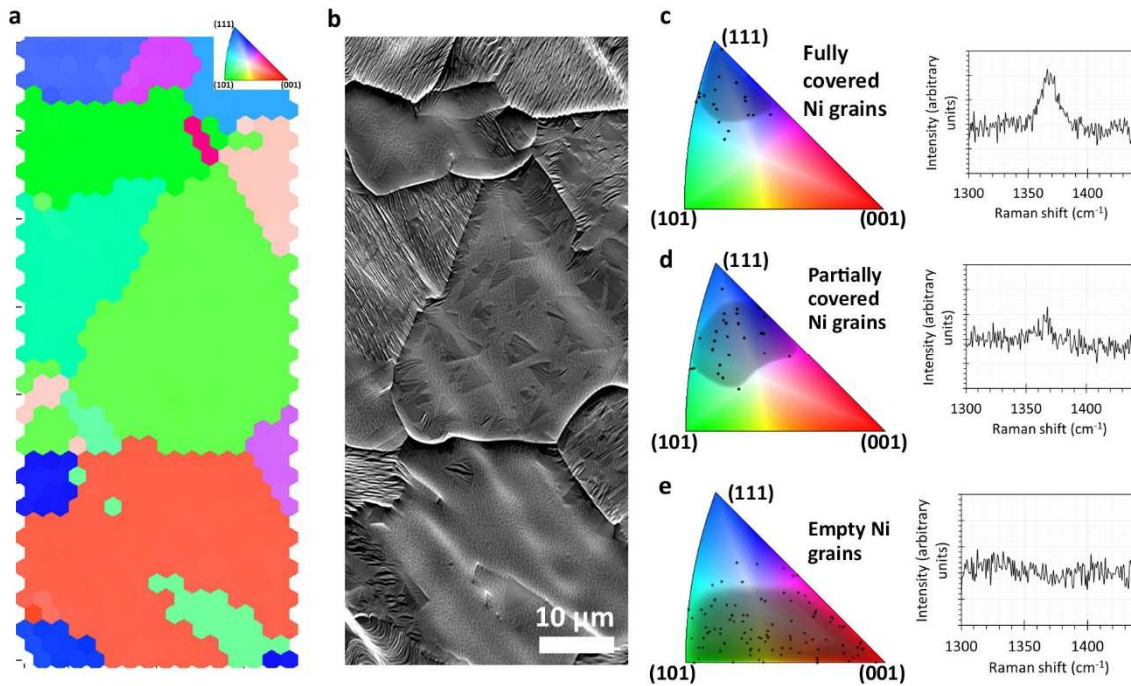 a
(111)
(101)
(001)
b
10 µm
c
(111)
Fully
covered
Ni grains
(101)
(001)
Intensity (arbitrary
units)
1300
1350
1400
Raman shift (cm⁻¹)
d
(111)
Partially
covered
Ni grains
(101)
(001)
Intensity (arbitrary
units)
1300
1350
1400
Raman shift (cm⁻¹)
e
(111)
Empty Ni
grains
(101)
(001)
Intensity (arbitrary
units)
1300
1350
1400
Raman shift (cm⁻¹)